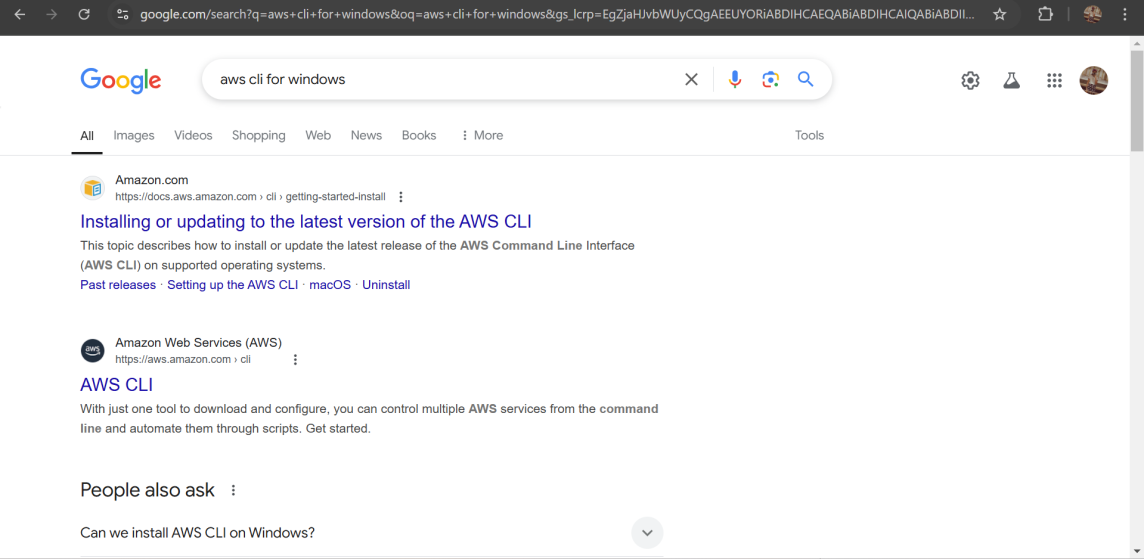 google.com/search?q=aws+cli+for+windows&oq=aws+cli+for+windows&gs_lcrp=EgZjaHJvbWUyCQgAEEUYORiABDIHCAEQABiABDIHCAIQABiABDII...
Google
aws cli for windows
All Images Videos Shopping Web News Books More Tools
Amazon.com
https://docs.aws.amazon.com › cli › getting-started-install
Installing or updating to the latest version of the AWS CLI
This topic describes how to install or update the latest release of the AWS Command Line Interface
(AWS CLI) on supported operating systems.
Past releases · Setting up the AWS CLI · macOS · Uninstall
aws
Amazon Web Services (AWS)
https://aws.amazon.com › cli
AWS CLI
With just one tool to download and configure, you can control multiple AWS services from the command
line and automate them through scripts. Get started.
People also ask
Can we install AWS CLI on Windows?